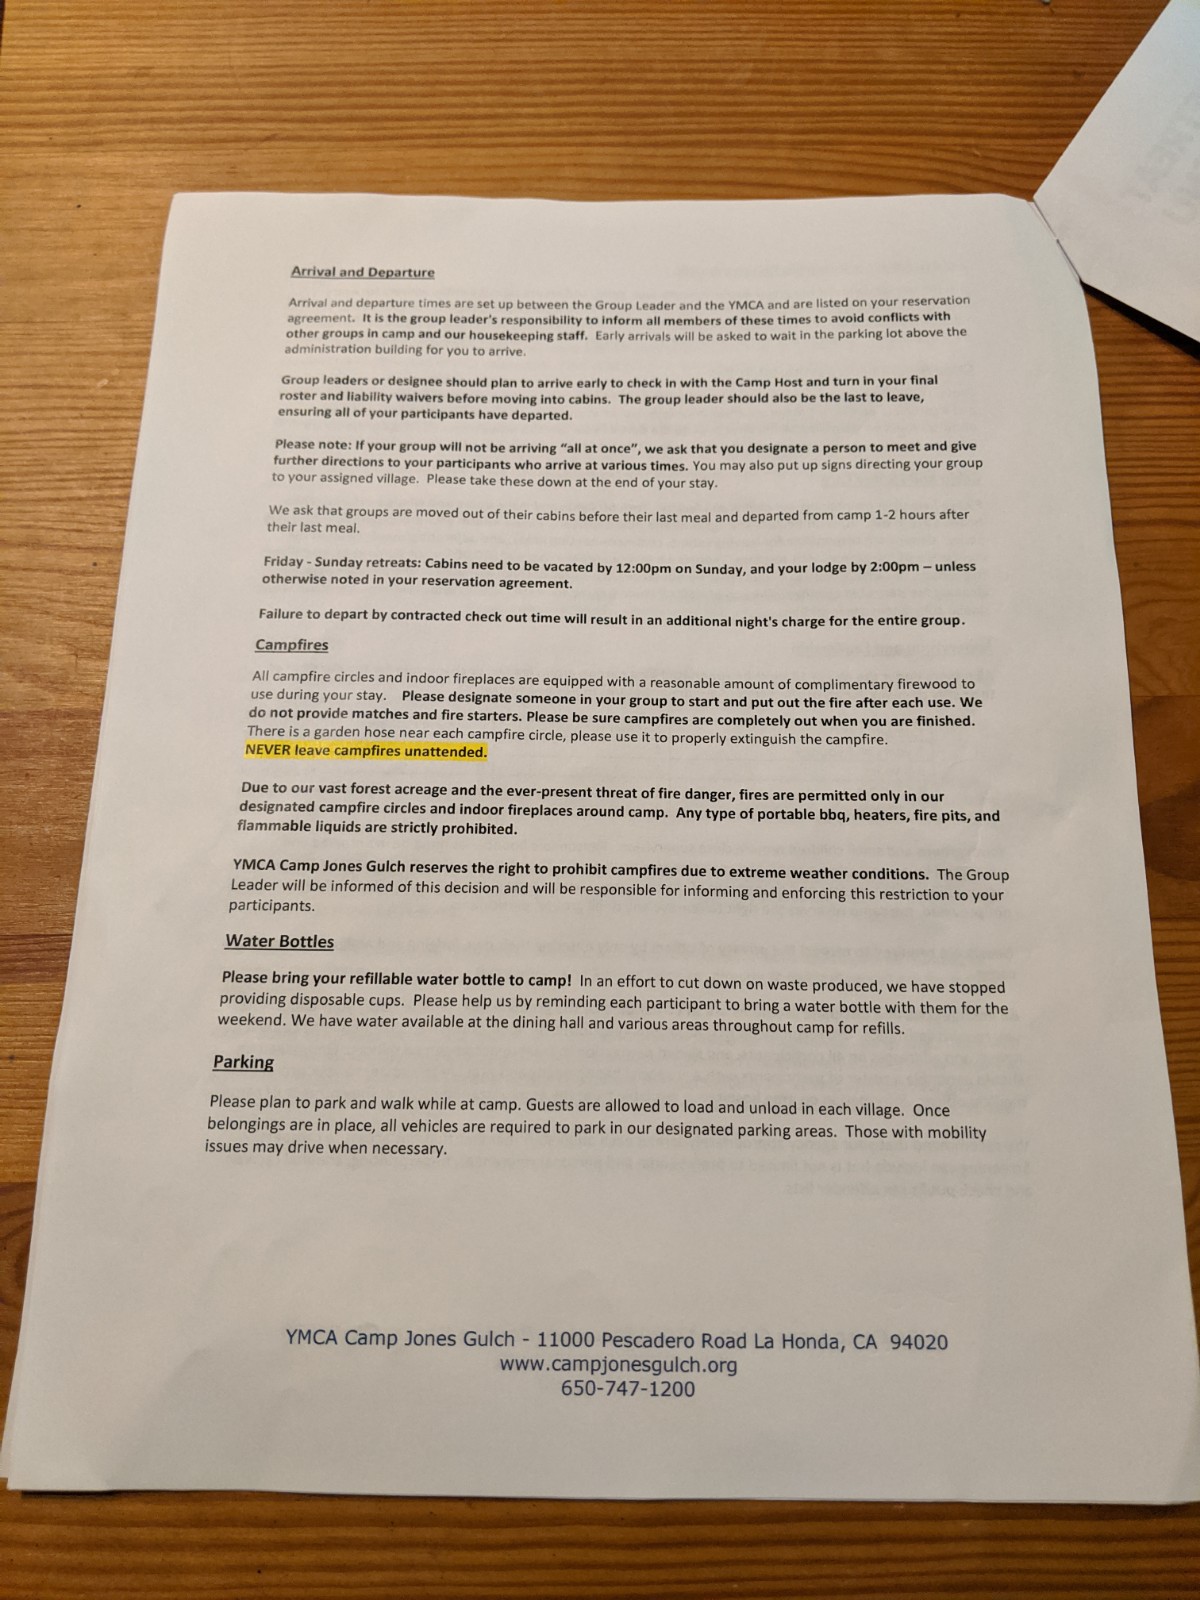 Arrival and Departure
Arrival and departure times are set up between the Group Leader and the YMCA and are listed on your reservation
agreement. It is the group leader's responsibility to inform all members of these times to avoid conflicts with
other groups in camp and our housekeeping staff. Early arrivals will be asked to wait in the parking lot above the
administration building for you to arrive.
Group leaders or designee should plan to arrive early to check in with the Camp Host and turn in your final
roster and liability waivers before moving into cabins. The group leader should also be the last to leave,
ensuring all of your participants have departed.
Please note: If your group will not be arriving “all at once”, we ask that you designate a person to meet and give
further directions to your participants who arrive at various times. You may also put up signs directing your group
to your assigned village. Please take these down at the end of your stay.
We ask that groups are moved out of their cabins before their last meal and departed from camp 1-2 hours after
their last meal.
Friday - Sunday retreats: Cabins need to be vacated by 12:00pm on Sunday, and your lodge by 2:00pm – unless
otherwise noted in your reservation agreement.
Failure to depart by contracted check out time will result in an additional night's charge for the entire group.
Campfires
All campfire circles and indoor fireplaces are equipped with a reasonable amount of complimentary firewood to
use during your stay. Please designate someone in your group to start and put out the fire after each use. We
do not provide matches and fire starters. Please be sure campfires are completely out when you are finished.
There is a garden hose near each campfire circle, please use it to properly extinguish the campfire.
NEVER leave campfires unattended.
Due to our vast forest acreage and the ever-present threat of fire danger, fires are permitted only in our
designated campfire circles and indoor fireplaces around camp. Any type of portable bbq, heaters, fire pits, and
flammable liquids are strictly prohibited.
YMCA Camp Jones Gulch reserves the right to prohibit campfires due to extreme weather conditions. The Group
Leader will be informed of this decision and will be responsible for informing and enforcing this restriction to your
participants.
Water Bottles
Please bring your refillable water bottle to camp! In an effort to cut down on waste produced, we have stopped
providing disposable cups. Please help us by reminding each participant to bring a water bottle with them for the
weekend. We have water available at the dining hall and various areas throughout camp for refills.
Parking
Please plan to park and walk while at camp. Guests are allowed to load and unload in each village. Once
belongings are in place, all vehicles are required to park in our designated parking areas. Those with mobility
issues may drive when necessary.
YMCA Camp Jones Gulch - 11000 Pescadero Road La Honda, CA 94020
www.campjonesgulch.org
650-747-1200